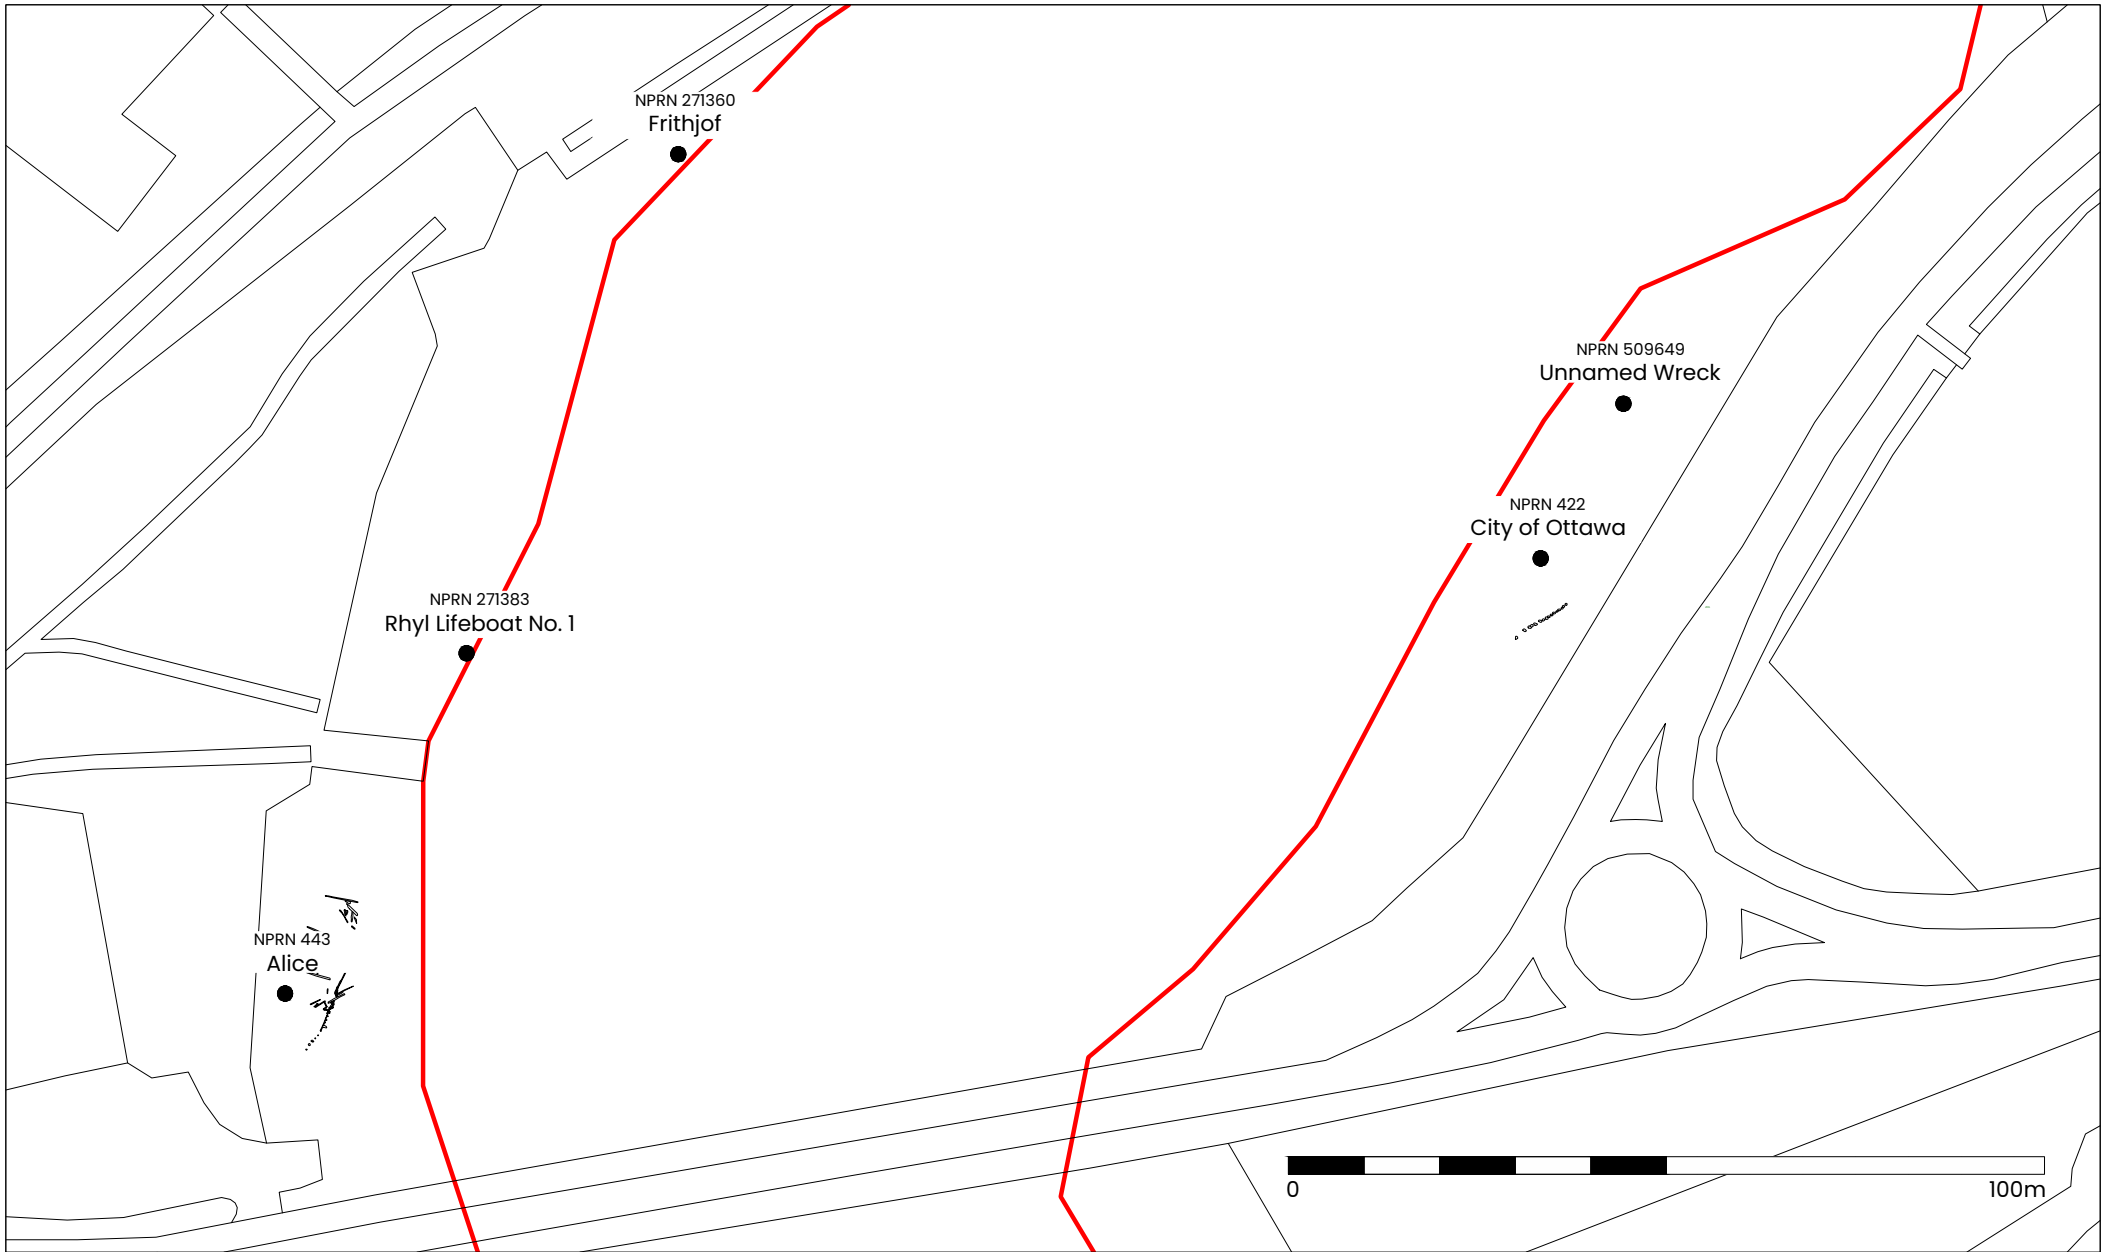 NPRN 271360
Frithjof
NPRN 509649
Unnamed Wreck
NPRN 422
City of Ottawa
NPRN 271383
Rhyl Lifeboat No. 1
NPRN 443
Alice
0
100m